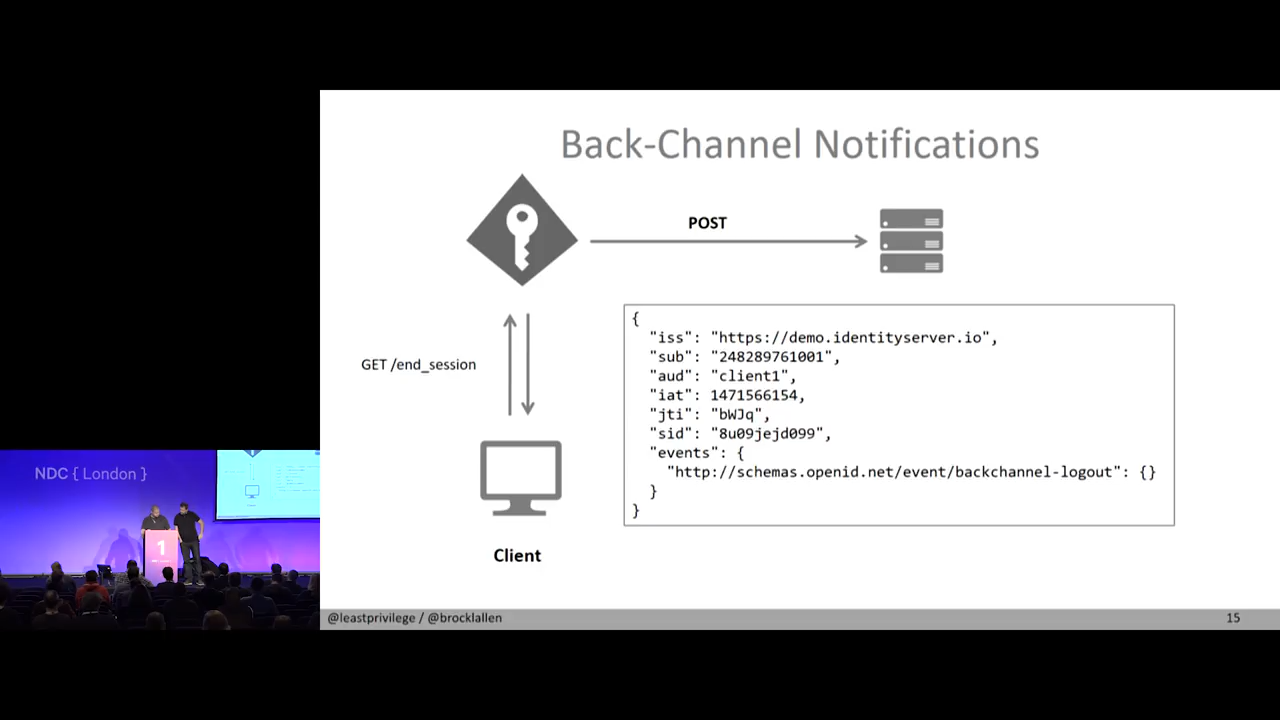 Back-Channel Notifications
POST
GET /end_session
{
"iss": "https://demo.identityserver.io",
"sub": "248289761001",
"aud": "client1",
"iat": 1471566154,
"jti": "bWJq",
"sid": "8u09jejd099",
"events": {
"http://schemas.openid.net/event/backchannel-logout": {}
}
}
Client
NDC { London }
1
@leastprivilege / @brocklallen
15